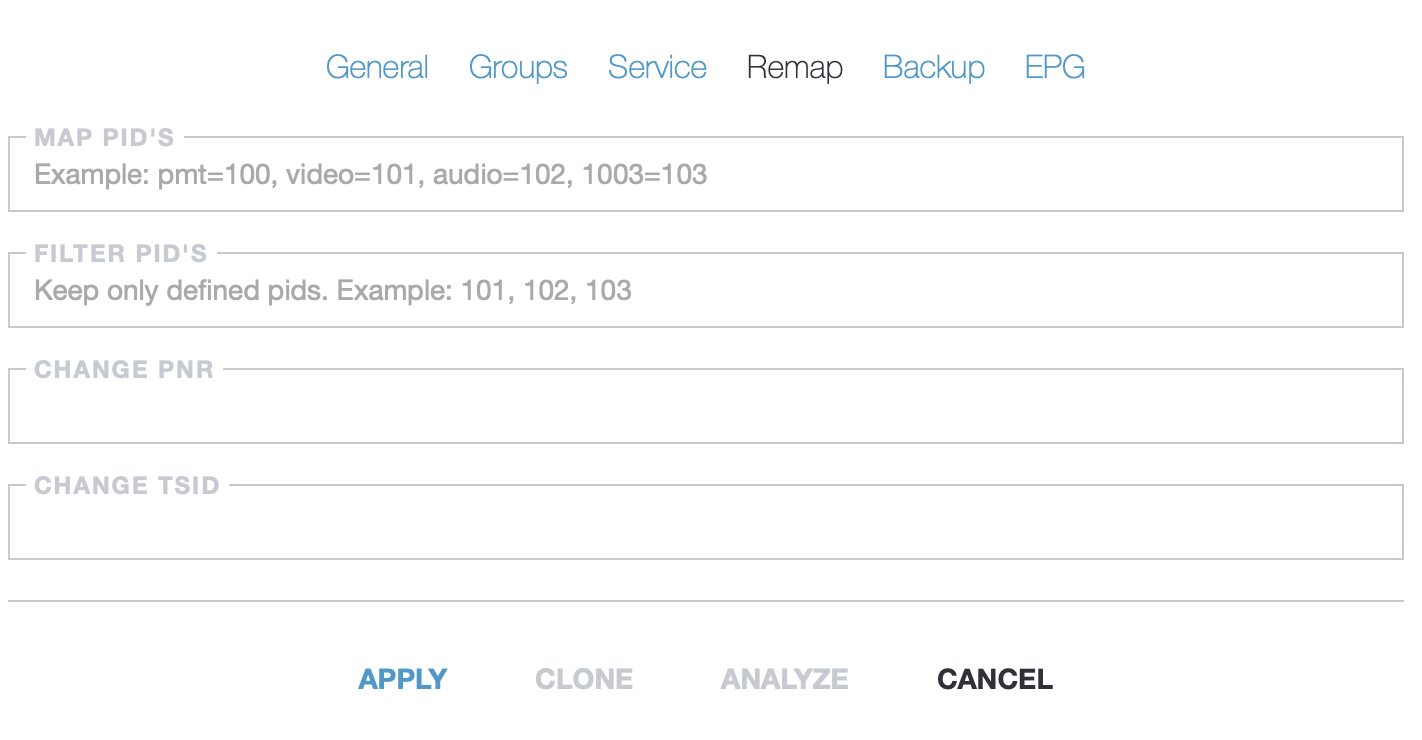 General Groups Service Remap Backup EPG
MAP PID'S
Example: pmt=100, video=101, audio=102, 1003=103
FILTER PID'S
Keep only defined pids. Example: 101, 102, 103
CHANGE PNR
CHANGE TSID
APPLY CLONE ANALYZE CANCEL